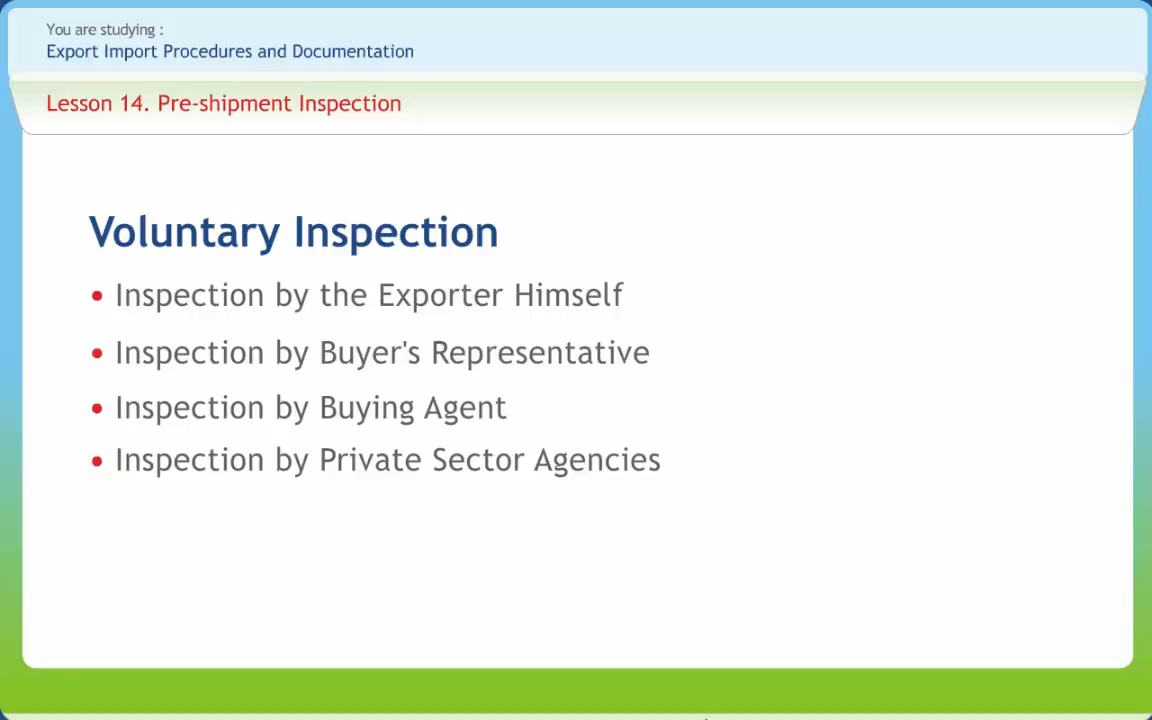 You are studying :
Export Import Procedures and Documentation
Lesson 14. Pre-shipment Inspection
Voluntary Inspection
• Inspection by the Exporter Himself
• Inspection by Buyer's Representative
• Inspection by Buying Agent
• Inspection by Private Sector Agencies